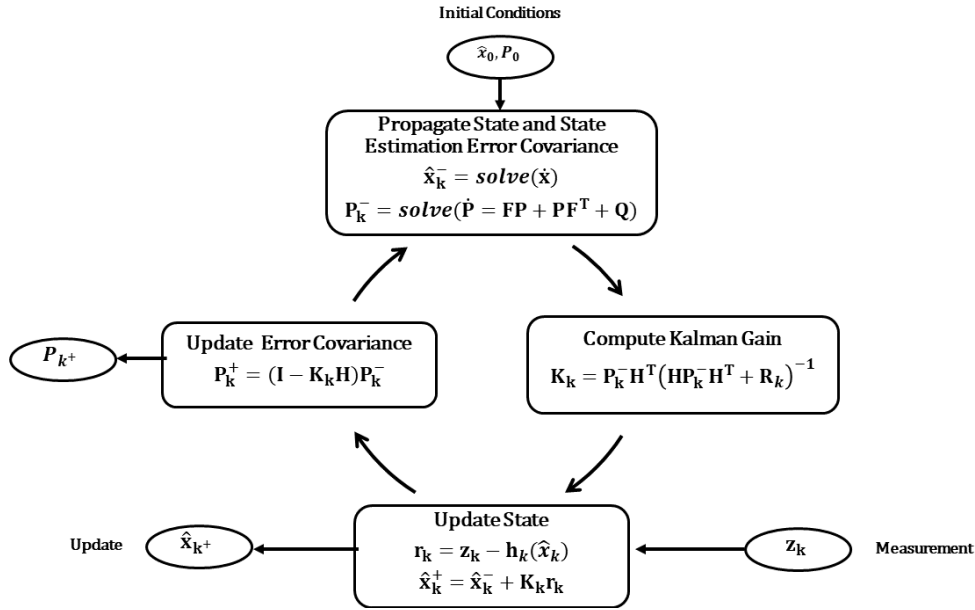 Initial Conditions
x̂₀, P₀
Propagate State and State
Estimation Error Covariance
x̂ₖ⁻ = solve(ẋ)
Pₖ⁻ = solve(Ṗ = FP + PFᵀ + Q)
Update Error Covariance
Pₖ⁺ = (I − KₖH)Pₖ⁻
P_{k⁺}
Compute Kalman Gain
Kₖ = Pₖ⁻Hᵀ(HPₖ⁻Hᵀ + Rₖ)⁻¹
Update State
rₖ = zₖ − hₖ(x̂ₖ)
x̂ₖ⁺ = x̂ₖ⁻ + Kₖrₖ
Update
x̂_{k⁺}
zₖ
Measurement